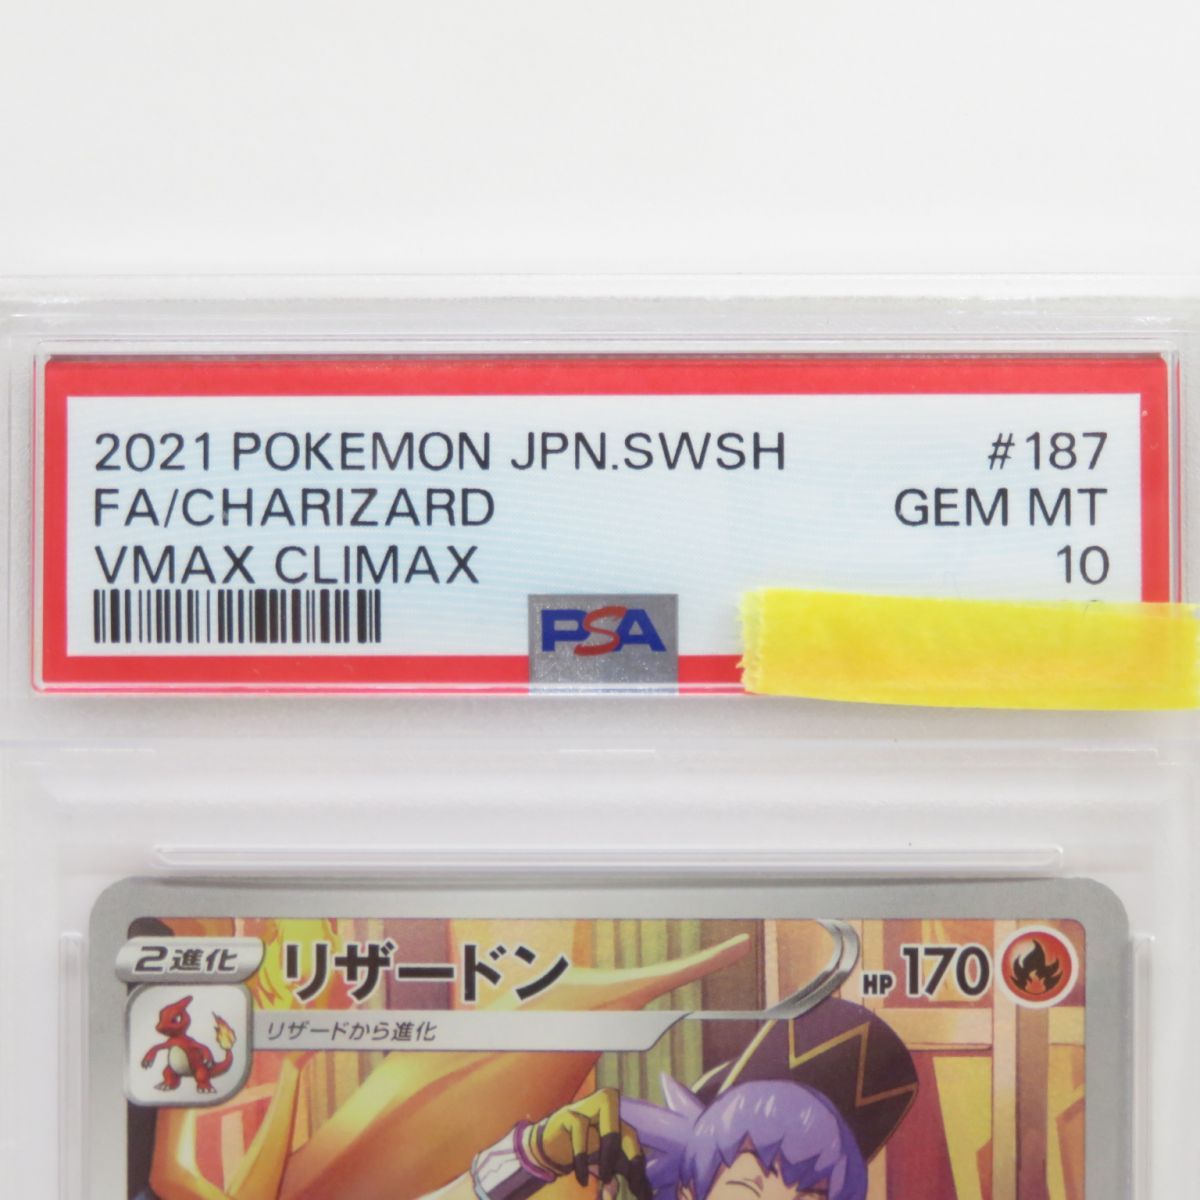 2021 POKEMON JPN.SWSH #187
FA/CHARIZARD GEM MT
VMAX CLIMAX 10
PSA
2進化 リザードン HP 170
リザードから進化